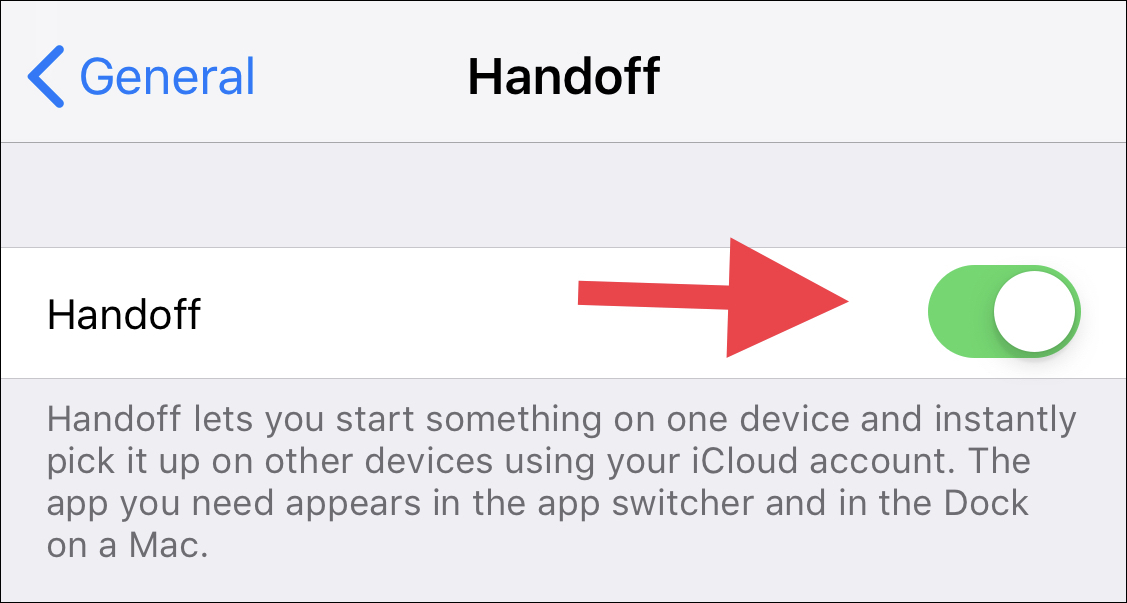 General
Handoff
Handoff
Handoff lets you start something on one device and instantly
pick it up on other devices using your iCloud account. The
app you need appears in the app switcher and in the Dock
on a Mac.